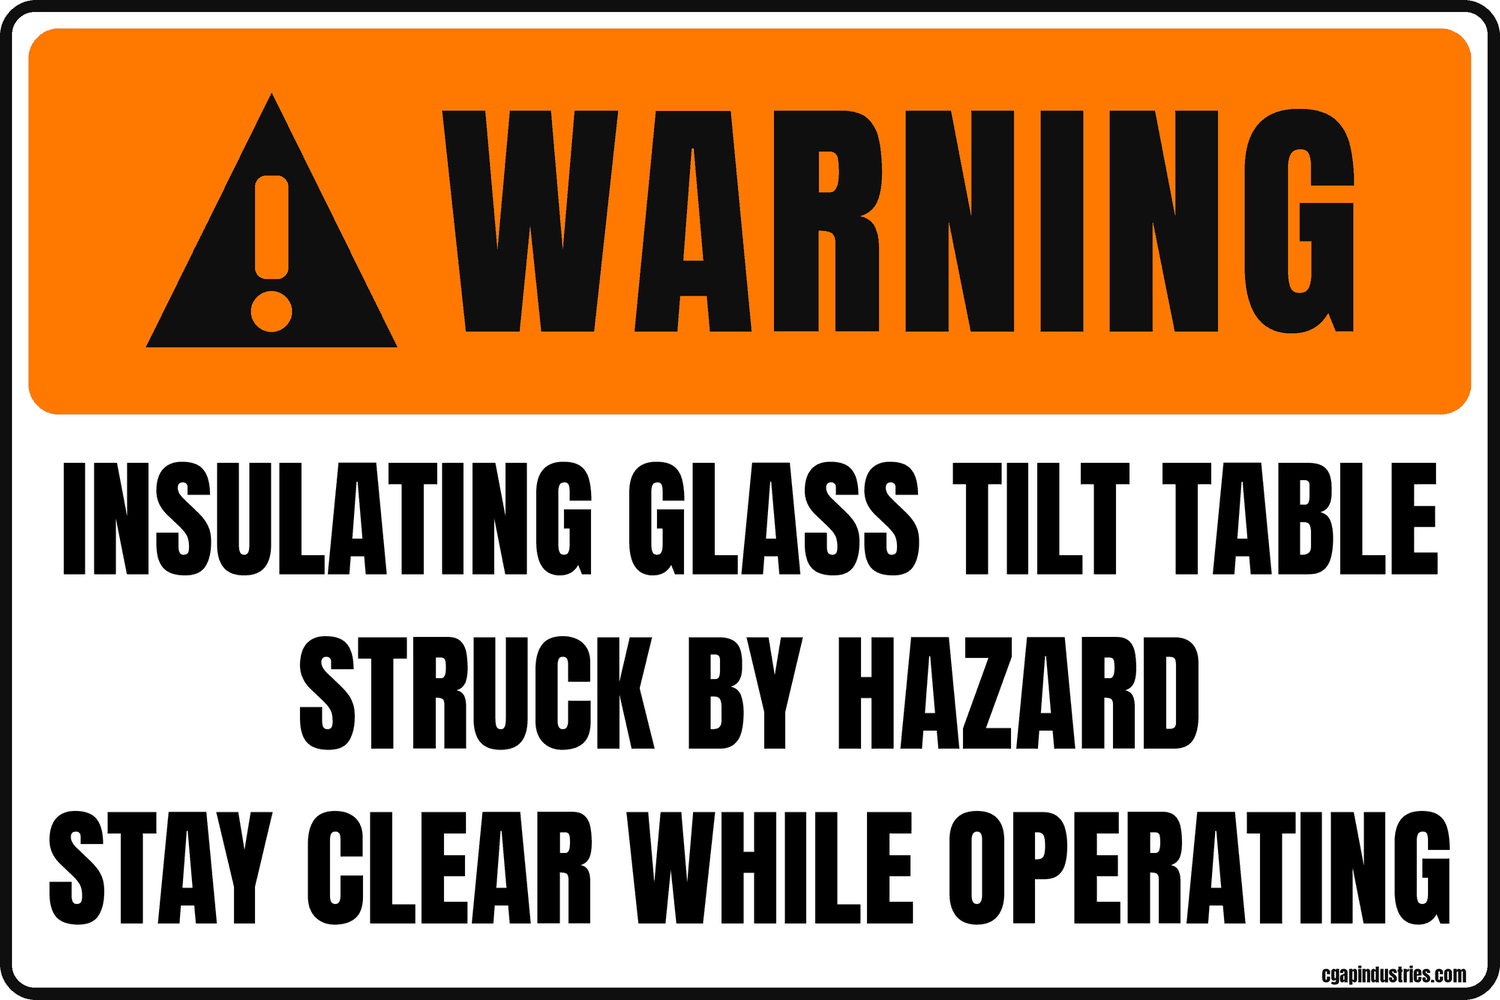 WARNING
INSULATING GLASS TILT TABLE
STRUCK BY HAZARD
STAY CLEAR WHILE OPERATING
cgapindustries.com